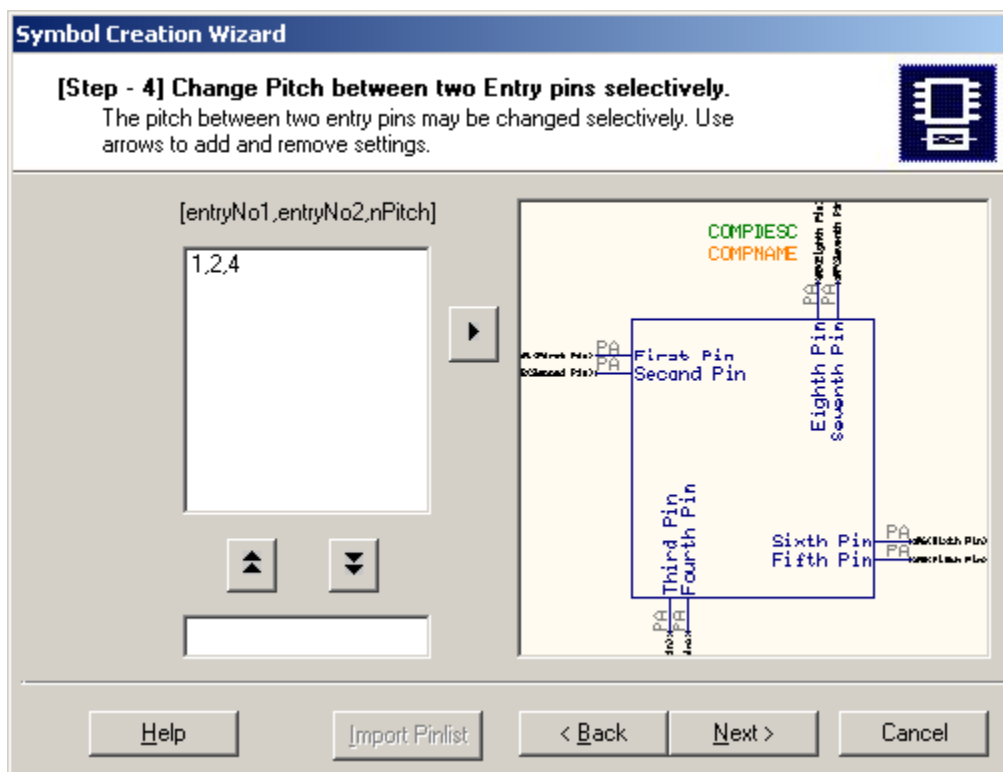 Symbol Creation Wizard
[Step - 4] Change Pitch between two Entry pins selectively.
The pitch between two entry pins may be changed selectively. Use
arrows to add and remove settings.
[entryNo1,entryNo2,nPitch]
1,2,4
COMPDESC
COMPNAME
PA
PA
Eighth Pin
Seventh Pin
PA
First Pin
PA
Second Pin
Third Pin
Fourth Pin
PA
PA
Sixth Pin
PA
Fifth Pin
PA
Help
Import Pinlist
< Back
Next >
Cancel